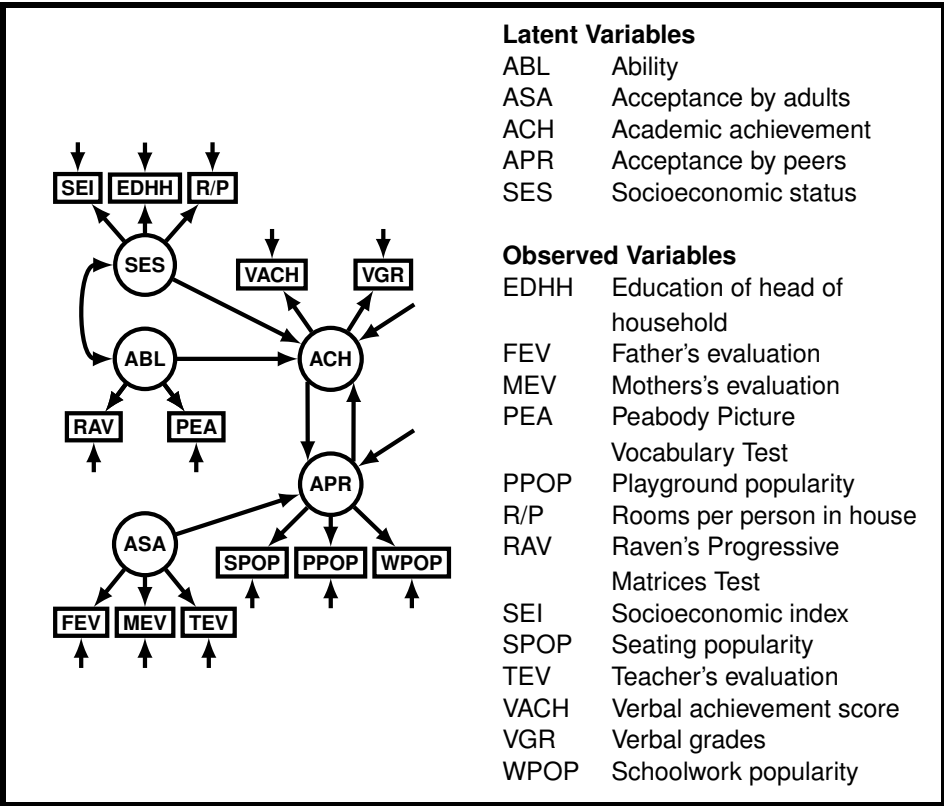 SEI EDHH R/P
SES
VACH VGR
ABL ACH
RAV PEA
APR
ASA
SPOP PPOP WPOP
FEV MEV TEV
Latent Variables
ABL Ability
ASA Acceptance by adults
ACH Academic achievement
APR Acceptance by peers
SES Socioeconomic status
Observed Variables
EDHH Education of head of
household
FEV Father's evaluation
MEV Mothers's evaluation
PEA Peabody Picture
Vocabulary Test
PPOP Playground popularity
R/P Rooms per person in house
RAV Raven's Progressive
Matrices Test
SEI Socioeconomic index
SPOP Seating popularity
TEV Teacher's evaluation
VACH Verbal achievement score
VGR Verbal grades
WPOP Schoolwork popularity